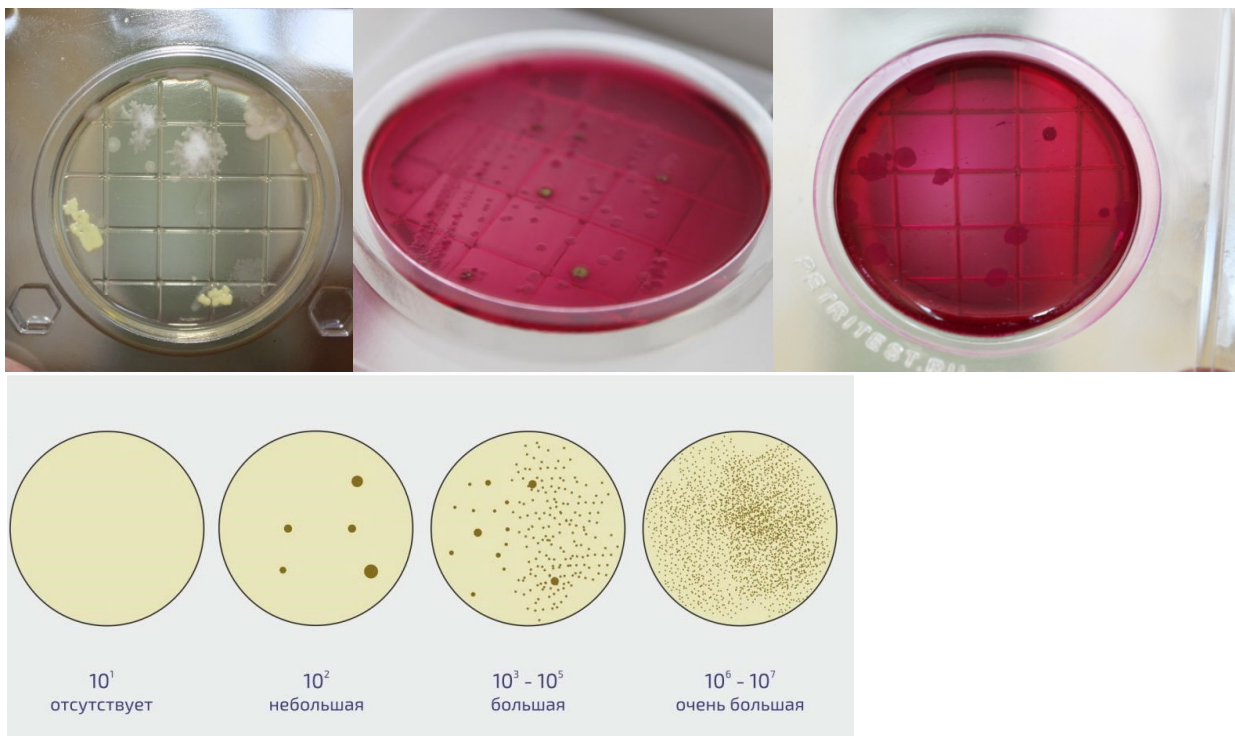 PETRITEST.RU
10¹
отсутствует
10²
небольшая
10³ - 10⁵
большая
10⁶ - 10⁷
очень большая